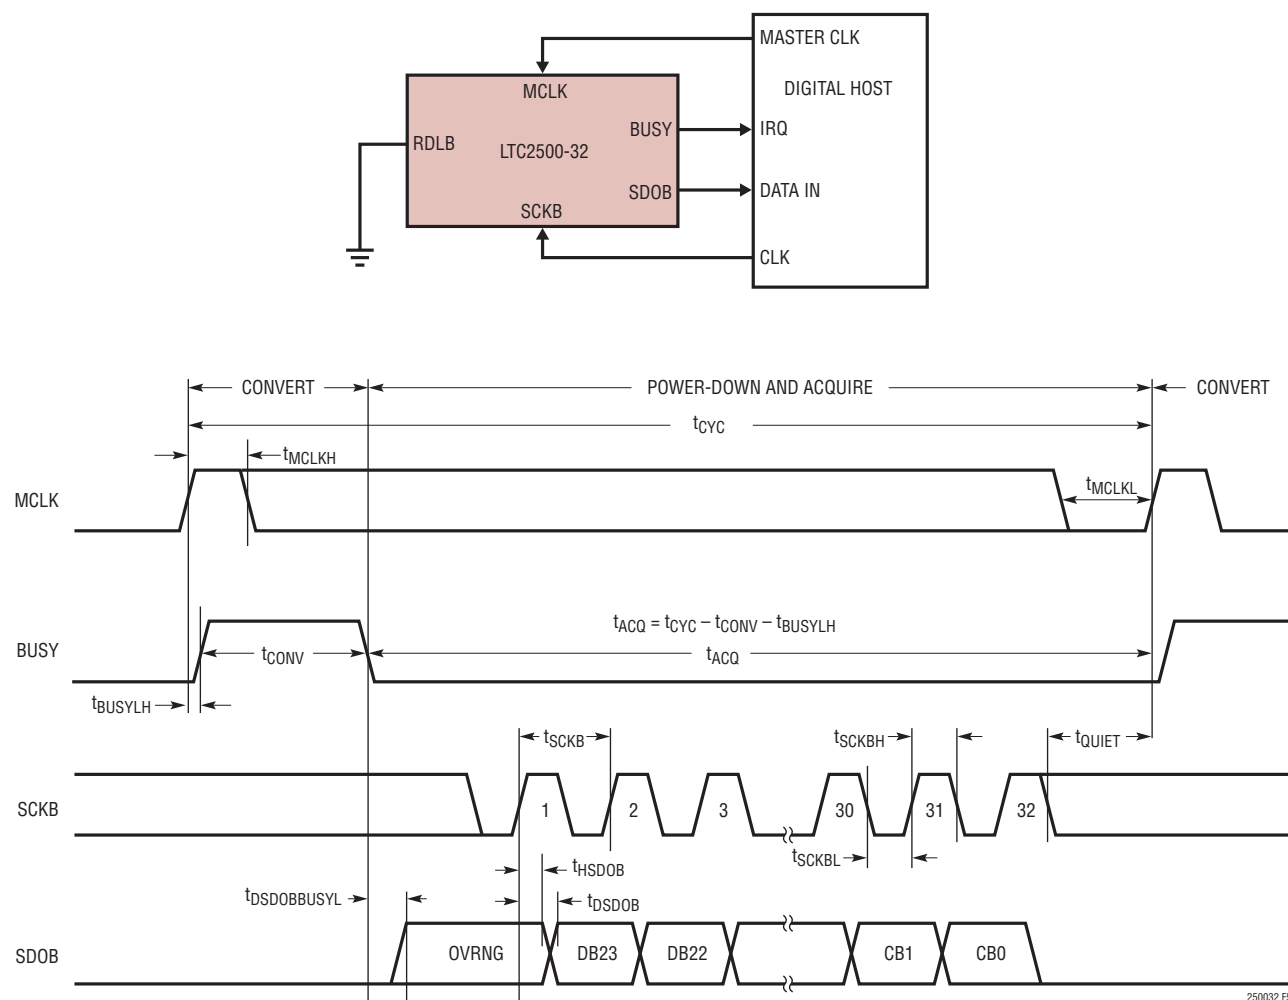 MASTER CLK
MCLK
DIGITAL HOST
BUSY
IRQ
RDLB
LTC2500-32
SDOB
DATA IN
SCKB
CLK
CONVERT
POWER-DOWN AND ACQUIRE
CONVERT
tCYC
tMCLKH
MCLK
tMCLKL
tACQ = tCYC – tCONV – tBUSYLH
BUSY
tCONV
tACQ
tBUSYLH
tSCKB
tSCKBH
tQUIET
SCKB
1
2
3
30
31
32
tSCKBL
tHSDOB
tDSDOBBUSYL
tDSDOB
SDOB
OVRNG
DB23
DB22
CB1
CB0